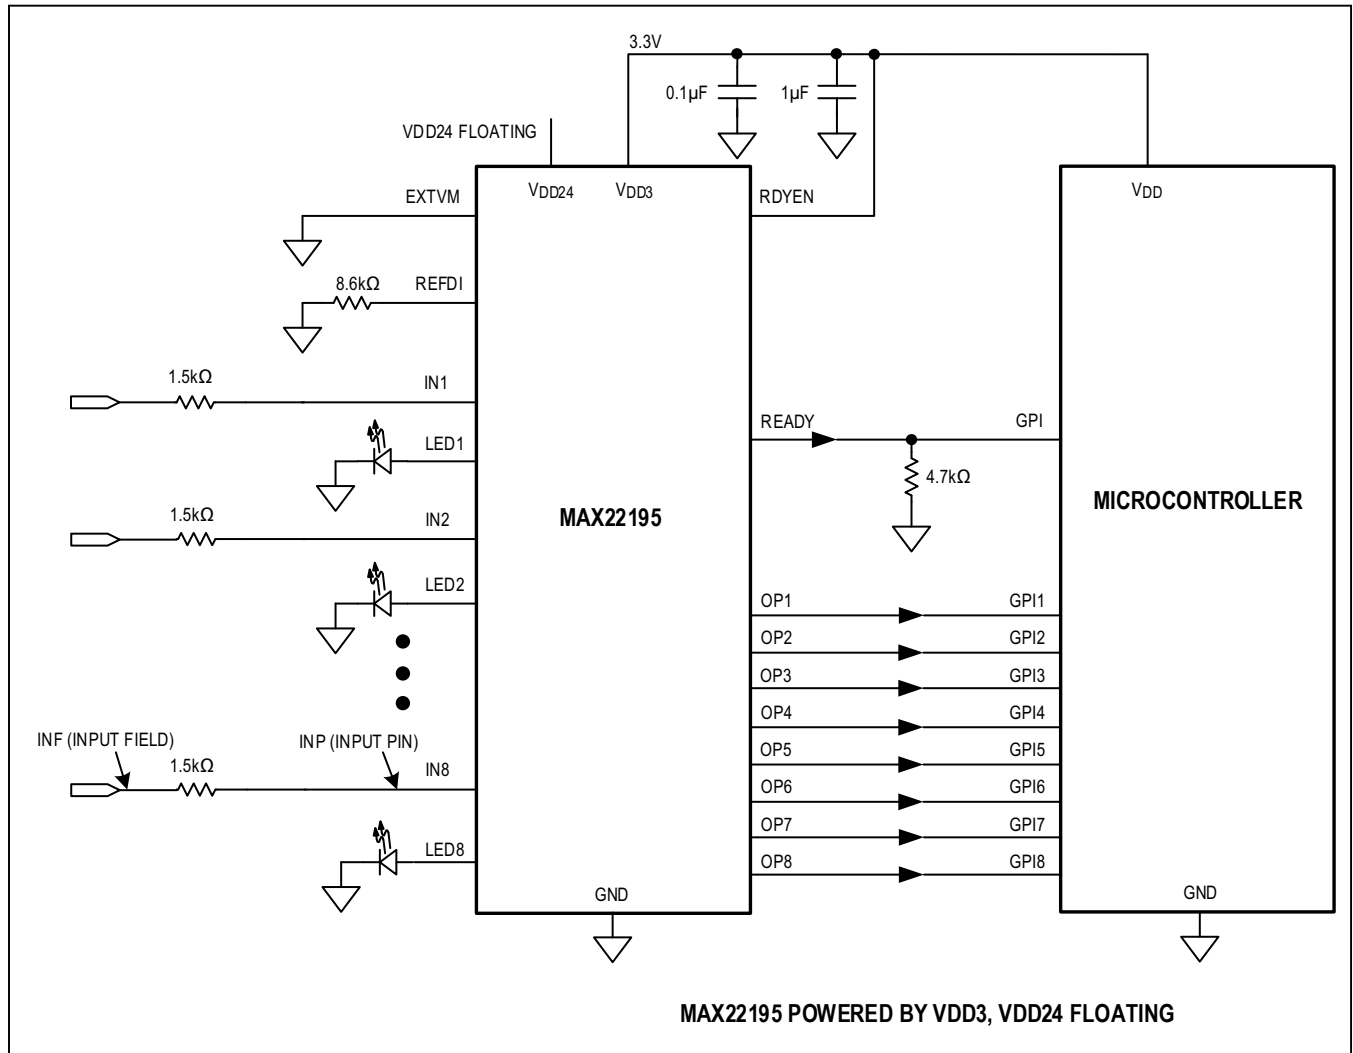 3.3V
0.1µF
1µF
VDD24 FLOATING
EXTVM
VDD24
VDD3
RDYEN
VDD
8.6kΩ
REFDI
1.5kΩ
IN1
LED1
READY
GPI
4.7kΩ
1.5kΩ
IN2
MAX22195
MICROCONTROLLER
LED2
OP1
GPI1
OP2
GPI2
OP3
GPI3
OP4
GPI4
INF (INPUT FIELD)
INP (INPUT PIN)
OP5
GPI5
1.5kΩ
IN8
OP6
GPI6
OP7
GPI7
LED8
OP8
GPI8
GND
GND
MAX22195 POWERED BY VDD3, VDD24 FLOATING